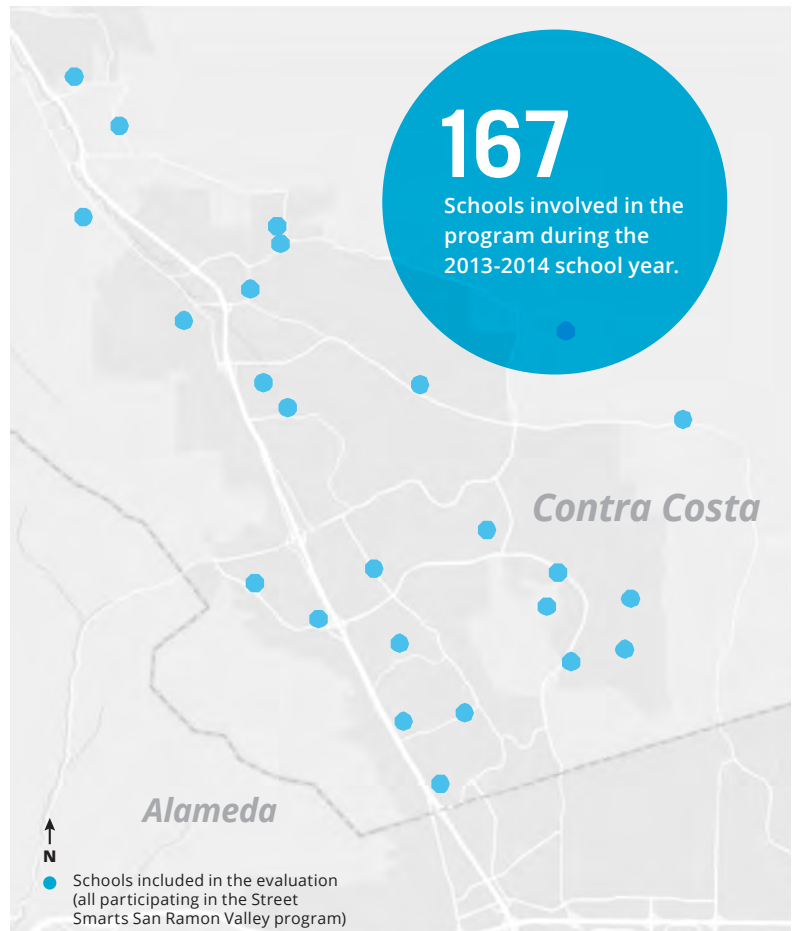 167
Schools involved in the
program during the
2013-2014 school year.
Contra Costa
Alameda
N
Schools included in the evaluation
(all participating in the Street
Smarts San Ramon Valley program)